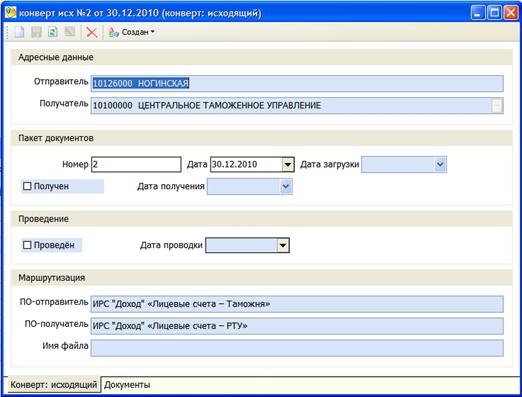 конверт исх №2 от 30.12.2010 (конверт: исходящий)
Создан
Адресные данные
Отправитель 10126000 НОГИНСКАЯ
Получатель 10100000 ЦЕНТРАЛЬНОЕ ТАМОЖЕННОЕ УПРАВЛЕНИЕ ...
Пакет документов
Номер 2 Дата 30.12.2010 Дата загрузки
Получен Дата получения
Проведение
Проведён Дата проводки
Маршрутизация
ПО-отправитель ИРС "Доход" «Лицевые счета – Таможня»
ПО-получатель ИРС "Доход" «Лицевые счета – РТУ»
Имя файла
Конверт: исходящий Документы